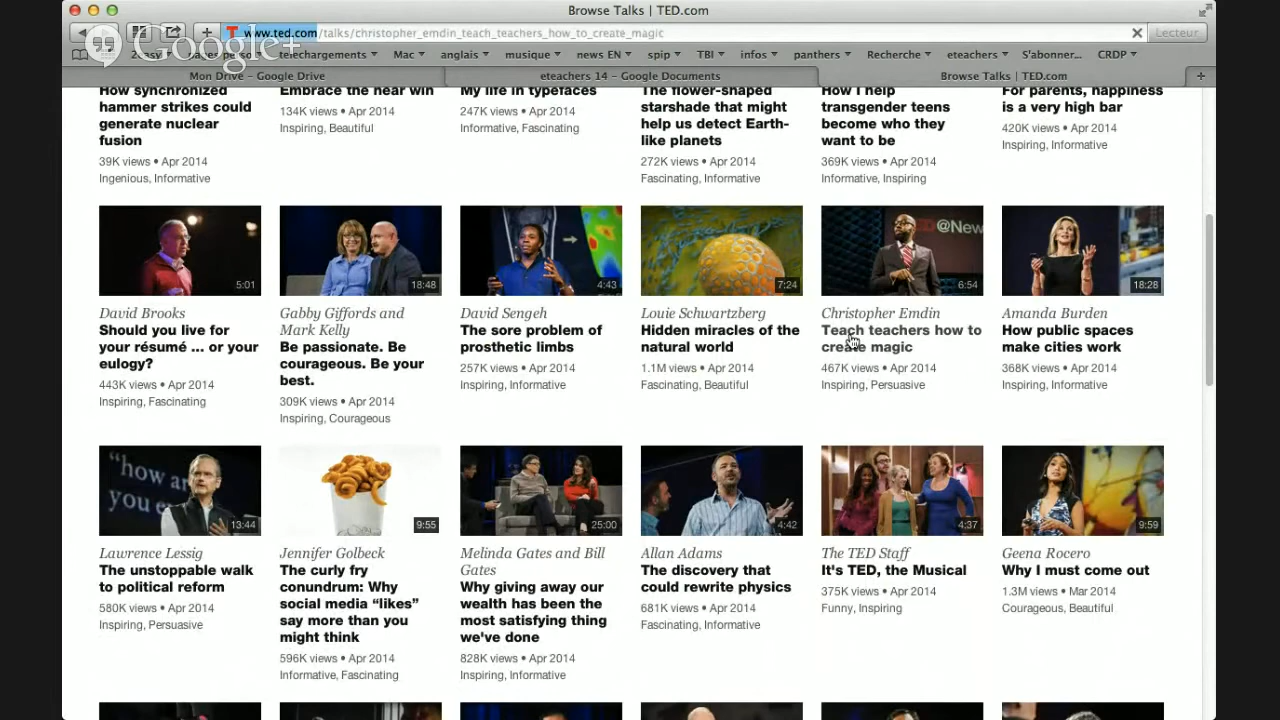 Browse Talks | TED.com
www.ted.com/talks/christopher_emdin_teach_teachers_how_to_create_magic
Lecteur
Google+
téléchargements Mac anglais musique news EN spip TBI infos panthers Recherche eteachers S'abonner... CRDP
Mon Drive – Google Drive
eteachers 14 – Google Documents
Browse Talks | TED.com
How synchronized
hammer strikes could
generate nuclear
fusion
39K views • Apr 2014
Ingenious, Informative
Embrace the near win
134K views • Apr 2014
Inspiring, Beautiful
My life in typefaces
247K views • Apr 2014
Informative, Fascinating
The flower-shaped
starshade that might
help us detect Earth-
like planets
272K views • Apr 2014
Fascinating, Informative
How I help
transgender teens
become who they
want to be
369K views • Apr 2014
Informative, Inspiring
For parents, happiness
is a very high bar
420K views • Apr 2014
Inspiring, Informative
5:01
David Brooks
Should you live for
your résumé ... or your
eulogy?
443K views • Apr 2014
Inspiring, Fascinating
18:48
Gabby Giffords and
Mark Kelly
Be passionate. Be
courageous. Be your
best.
309K views • Apr 2014
Inspiring, Courageous
4:43
David Sengeh
The sore problem of
prosthetic limbs
257K views • Apr 2014
Inspiring, Informative
7:24
Louie Schwartzberg
Hidden miracles of the
natural world
1.1M views • Apr 2014
Fascinating, Beautiful
@New
6:54
Christopher Emdin
Teach teachers how to
create magic
467K views • Apr 2014
Inspiring, Persuasive
18:28
Amanda Burden
How public spaces
make cities work
368K views • Apr 2014
Inspiring, Informative
"how are
you e
13:44
Lawrence Lessig
The unstoppable walk
to political reform
580K views • Apr 2014
Inspiring, Persuasive
9:55
Jennifer Golbeck
The curly fry
conundrum: Why
social media “likes”
say more than you
might think
596K views • Apr 2014
Informative, Fascinating
25:00
Melinda Gates and Bill
Gates
Why giving away our
wealth has been the
most satisfying thing
we've done
828K views • Apr 2014
Inspiring, Informative
4:42
Allan Adams
The discovery that
could rewrite physics
681K views • Apr 2014
Fascinating, Informative
4:37
The TED Staff
It's TED, the Musical
375K views • Apr 2014
Funny, Inspiring
9:59
Geena Rocero
Why I must come out
1.3M views • Mar 2014
Courageous, Beautiful